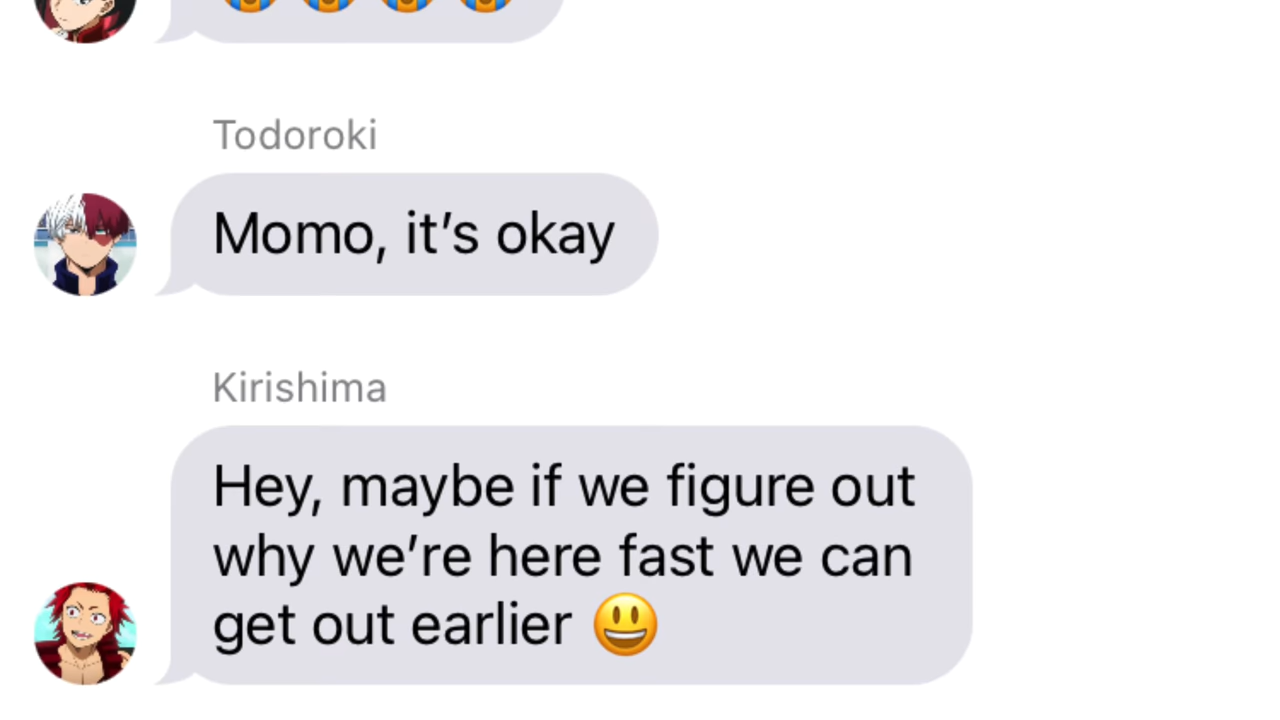 😭😭😭😭
Todoroki
Momo, it’s okay
Kirishima
Hey, maybe if we figure out
why we’re here fast we can
get out earlier 😃